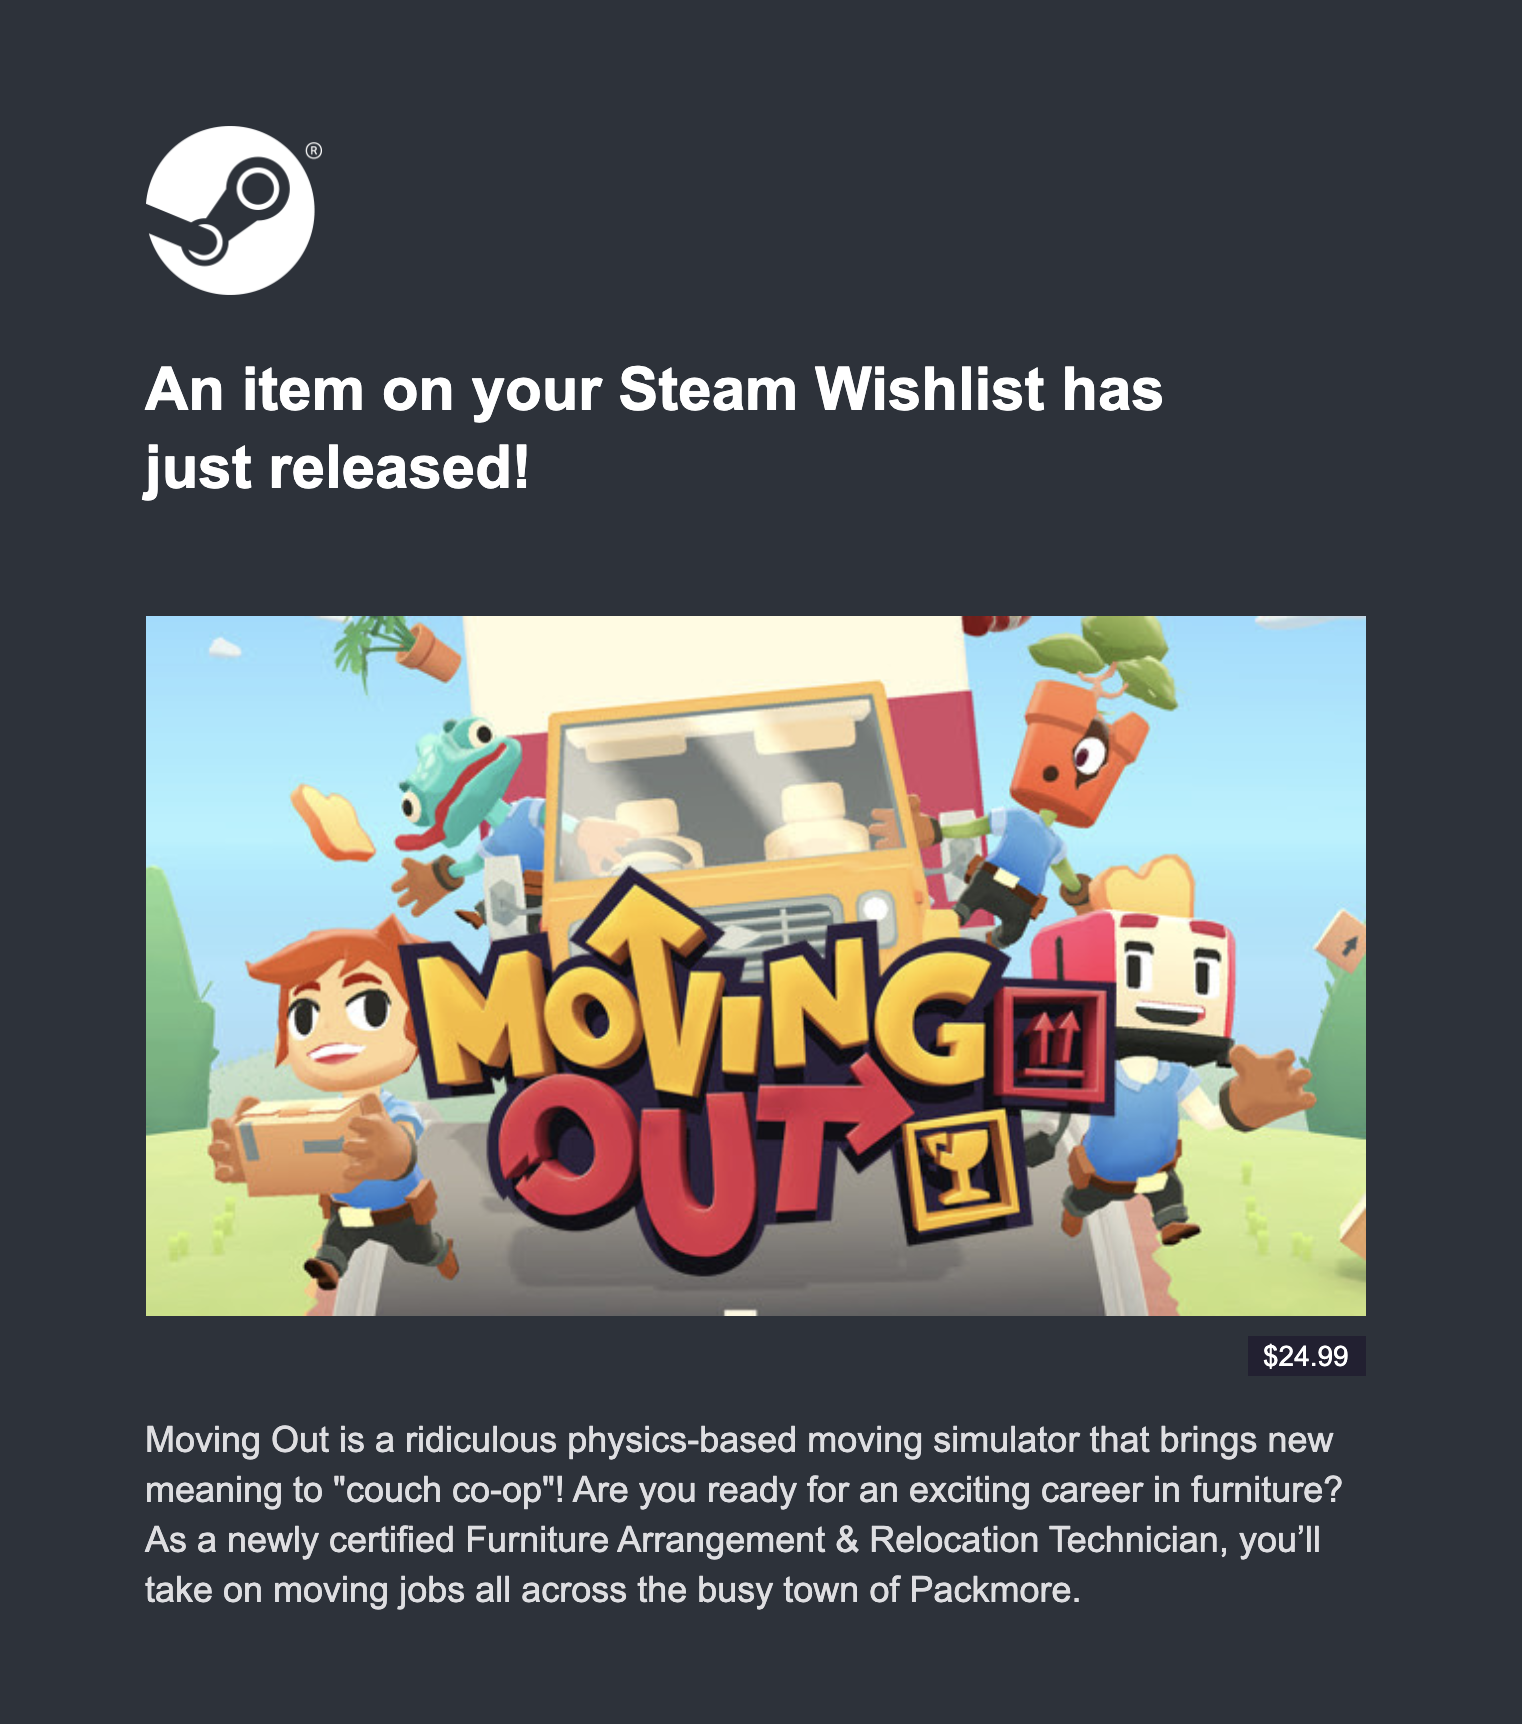 ®
An item on your Steam Wishlist has
just released!
MOVING
OUT
$24.99
Moving Out is a ridiculous physics-based moving simulator that brings new
meaning to "couch co-op"! Are you ready for an exciting career in furniture?
As a newly certified Furniture Arrangement & Relocation Technician, you’ll
take on moving jobs all across the busy town of Packmore.